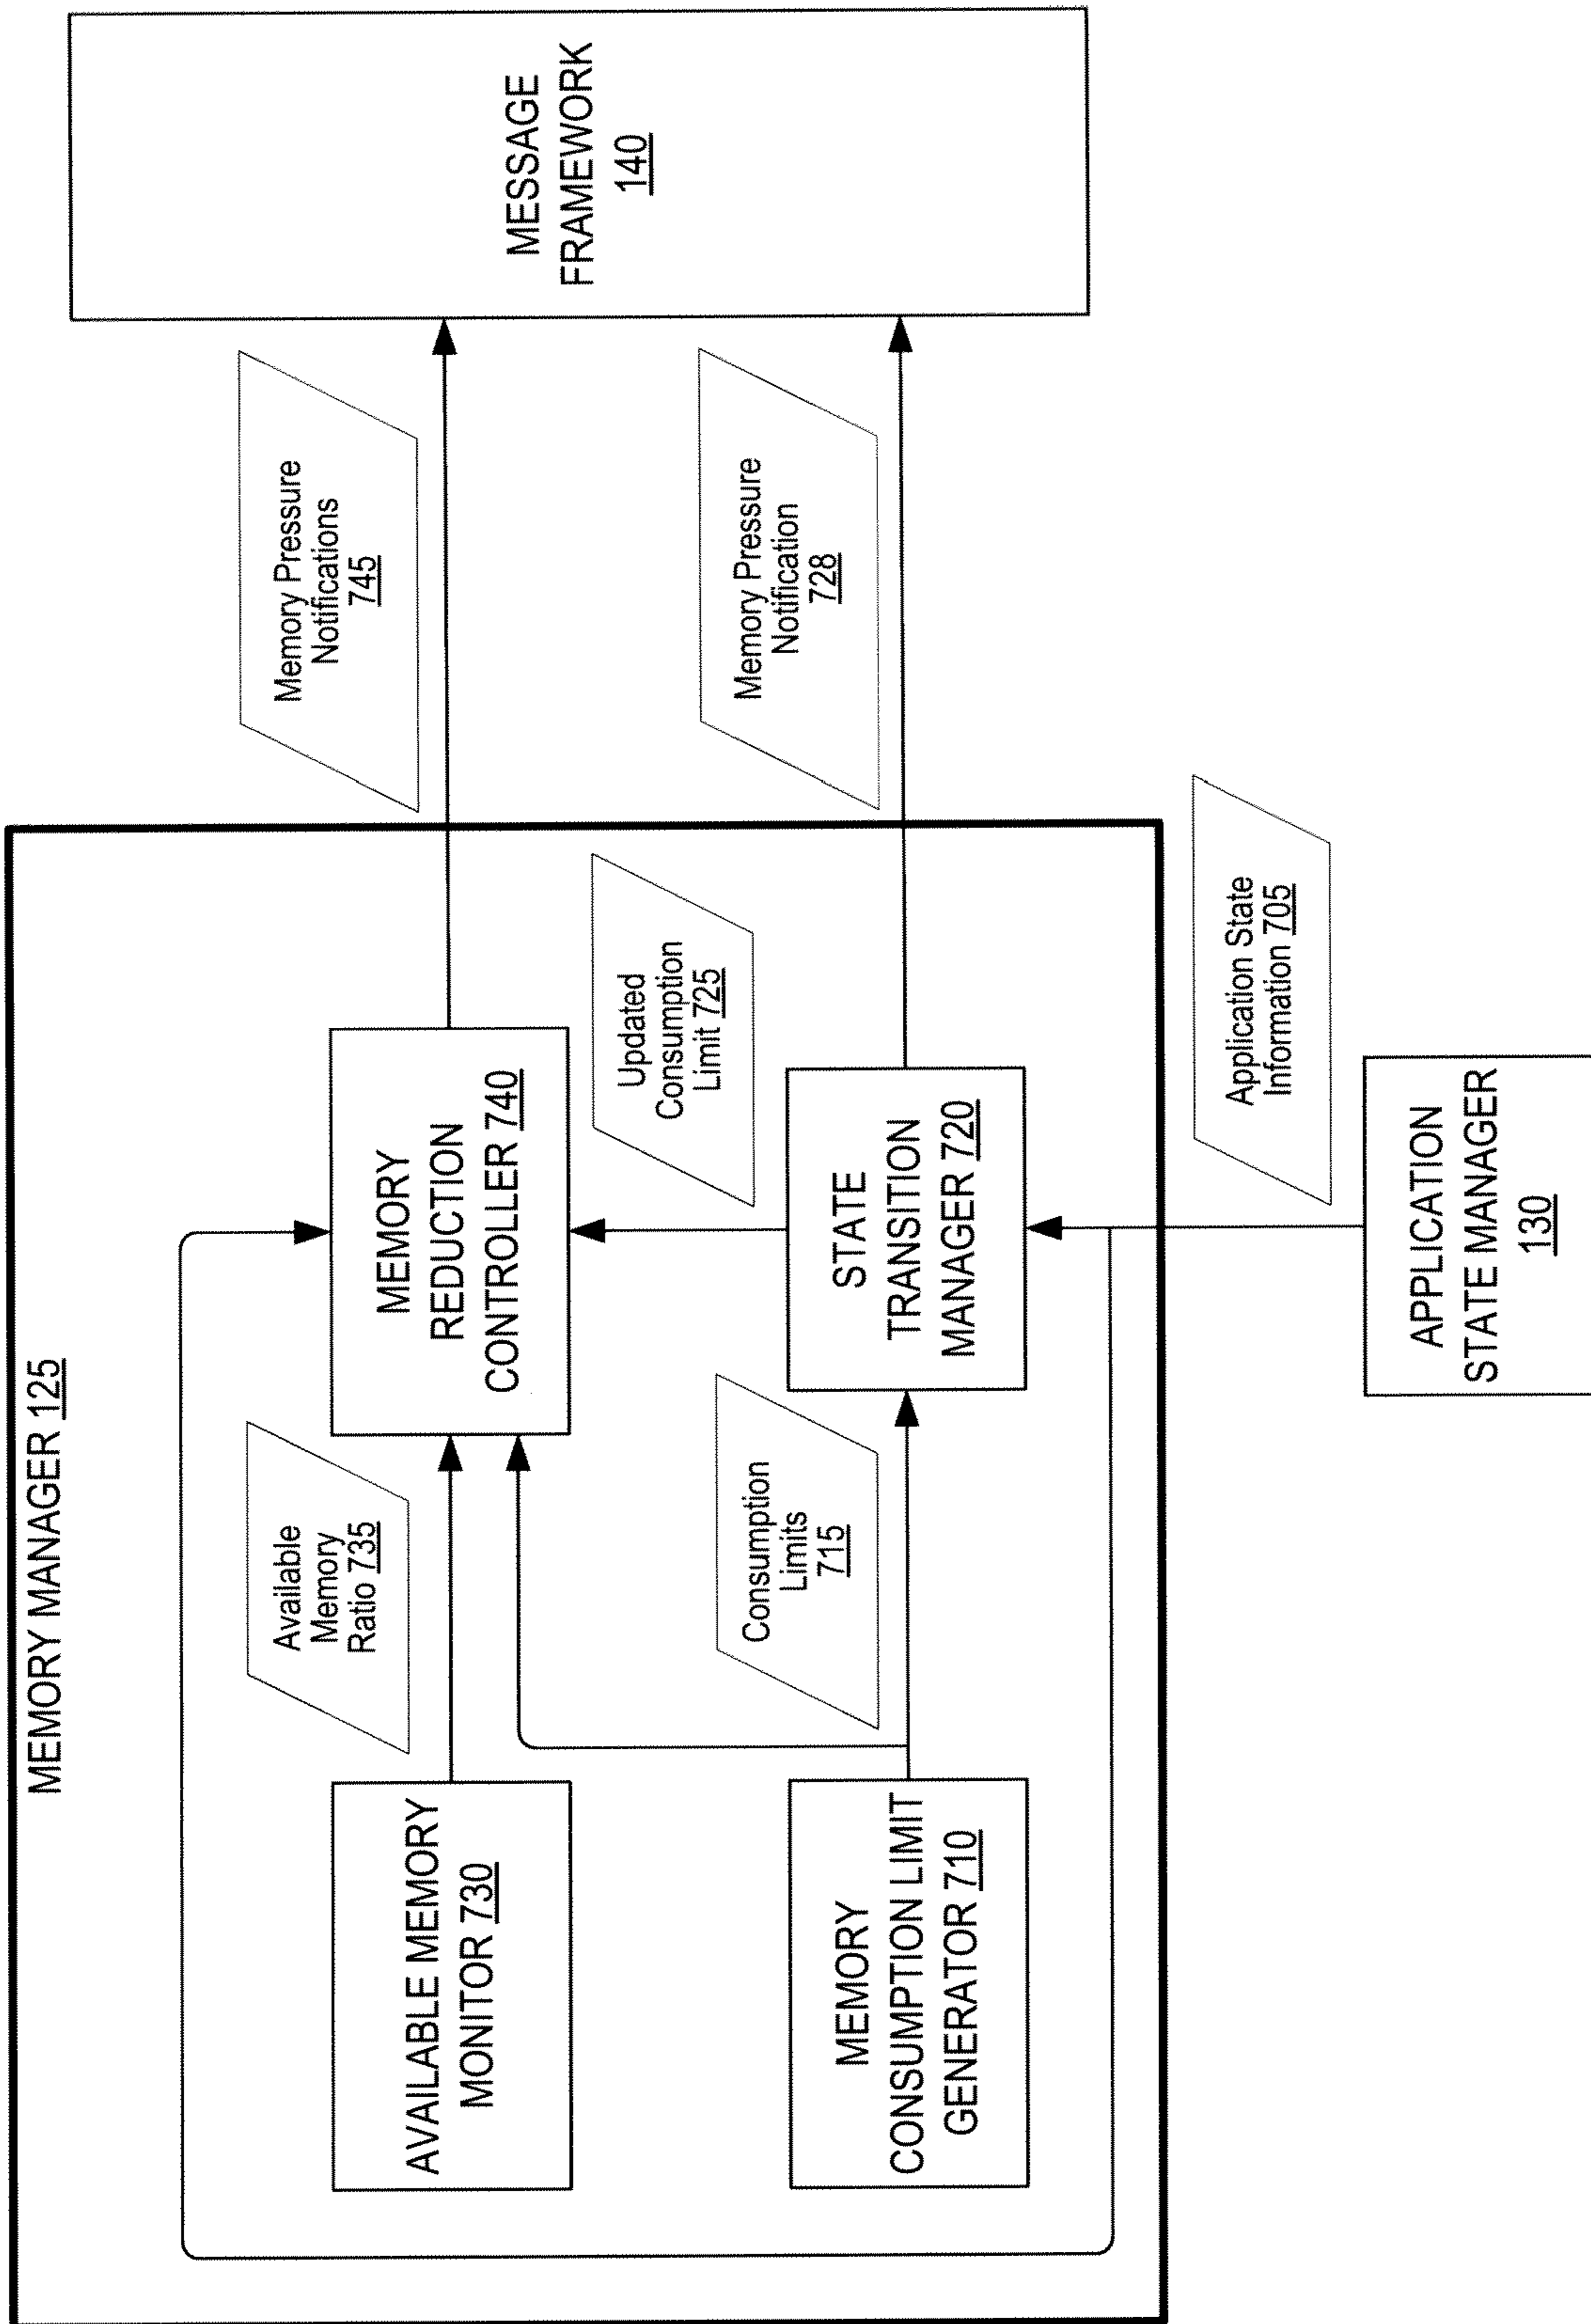 MEMORY MANAGER 125
AVAILABLE MEMORY
MONITOR 730
Available
Memory
Ratio 735
MEMORY
REDUCTION
CONTROLLER 740
Memory Pressure
Notifications
745
MESSAGE
FRAMEWORK
140
MEMORY
CONSUMPTION LIMIT
GENERATOR 710
Consumption
Limits
715
Updated
Consumption
Limit 725
STATE
TRANSITION
MANAGER 720
Memory Pressure
Notification
728
Application State
Information 705
APPLICATION
STATE MANAGER
130